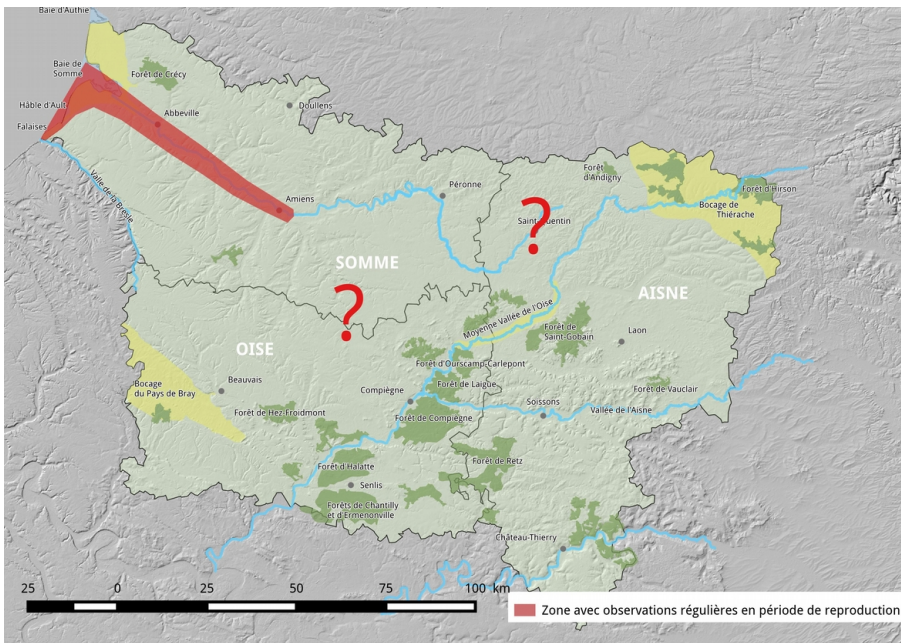 Baie d'Authie
Baie de
Somme
Forêt de Crécy
Hâble d'Ault
Abbeville
Doullens
Falaises
Valle de la Bresle
Amiens
Péronne
Forêt
d'Andigny
Forêt d'Hirson
Bocage de
Thiérache
Saint-Quentin
?
SOMME
AISNE
?
Moyenne Vallée de l'Oise
Forêt de
Saint-Gobain
Laon
OISE
Forêt d'Ourscamp-Carlepont
Beauvais
Bocage
du Pays de Bray
Compiègne
Forêt de Laigue
Forêt de Vauclair
Soissons
Vallée de l'Aisne
Forêt de Hez-Froidmont
Forêt de Compiègne
Forêt d'Halatte
Forêt de Retz
Senlis
Forêts de Chantilly
et d'Ermenonville
Château-Thierry
25 0 25 50 75 100 km
Zone avec observations régulières en période de reproduction